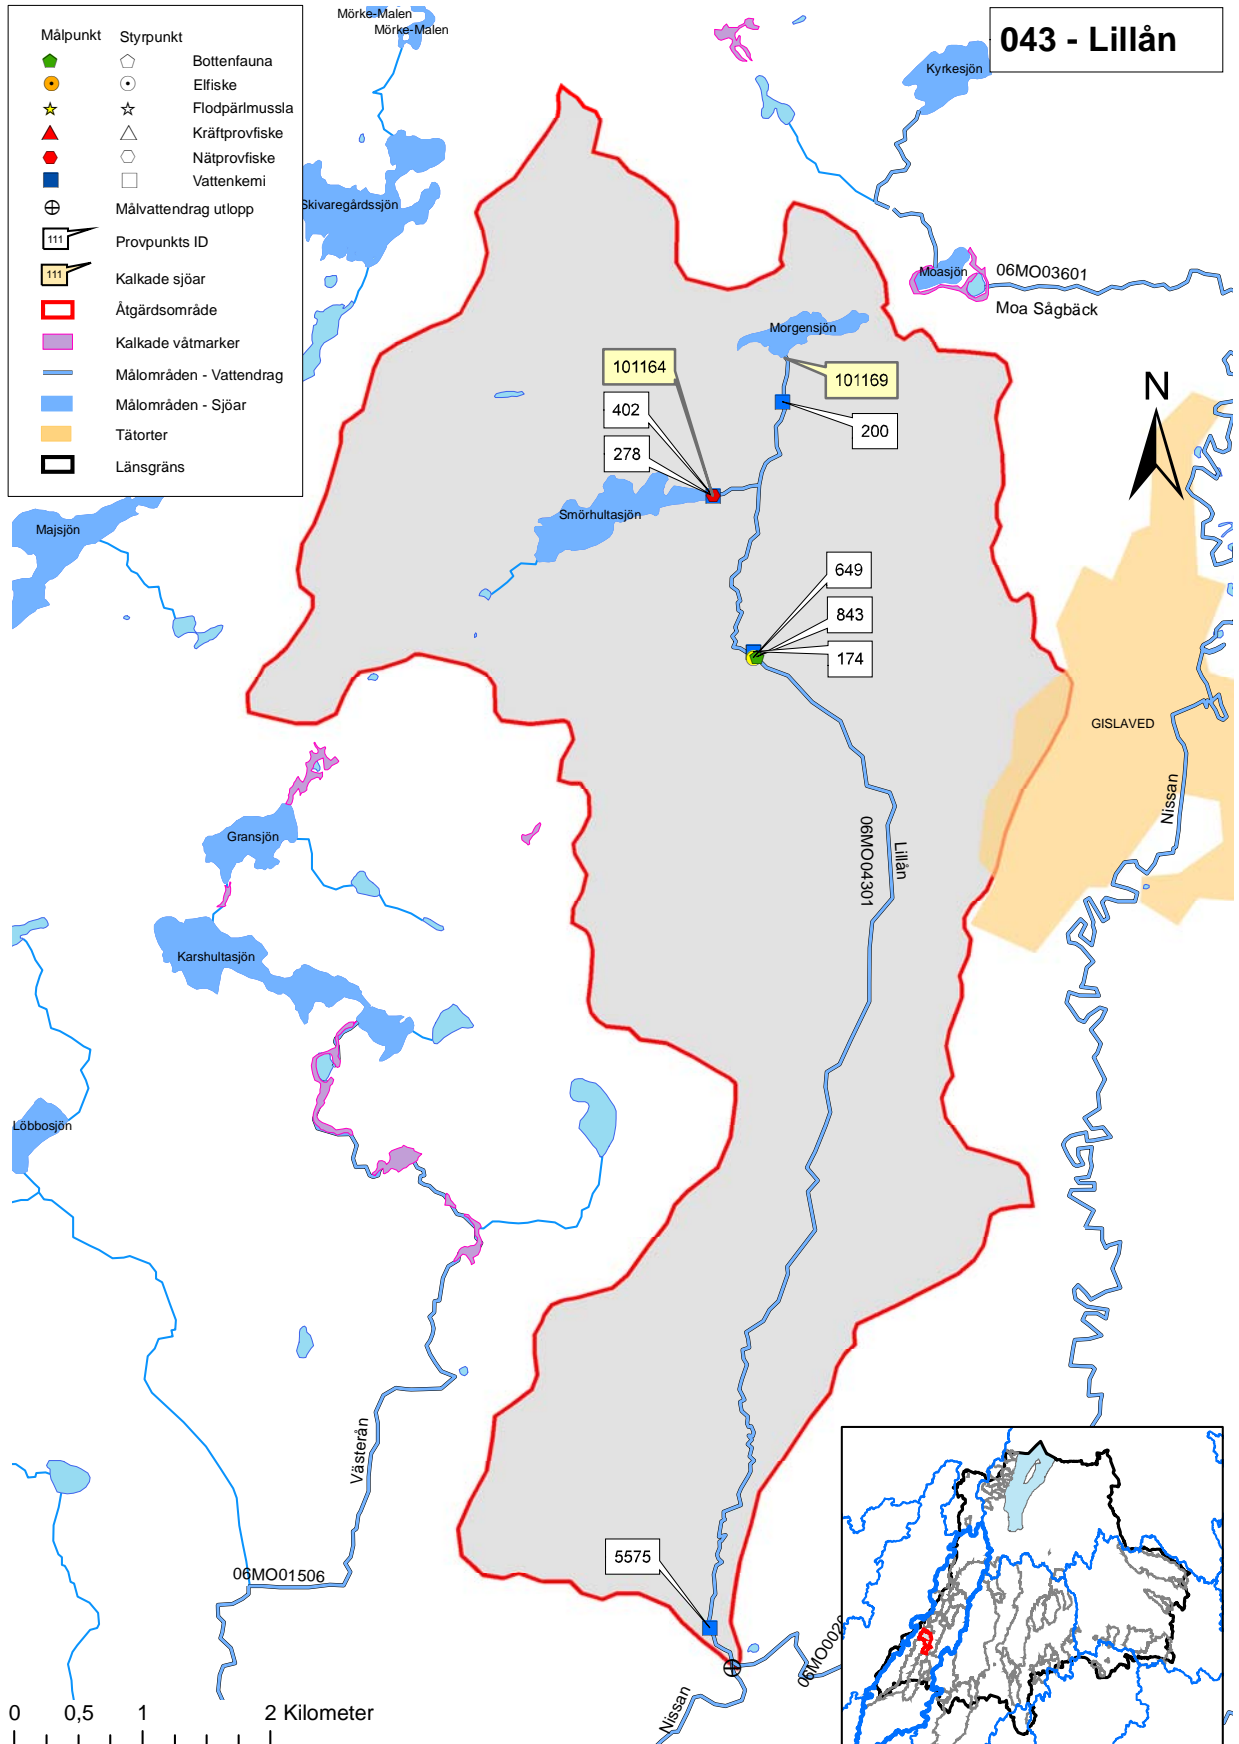 043 - Lillån
Målpunkt
Styrpunkt
Bottenfauna
Elfiske
Flodpärlmussla
Kräftprovfiske
Nätprovfiske
Vattenkemi
Målvattendrag utlopp
111 Provpunkts ID
111 Kalkade sjöar
Åtgärdsområde
Kalkade våtmarker
Målområden - Vattendrag
Målområden - Sjöar
Tätorter
Länsgräns
Mörke-Malen
Mörke-Malen
Skivaregårdssjön
Kyrkesjön
Moasjön
06MO03601
Moa Sågbäck
Morgensjön
101164
101169
402
200
278
N
Smörhultasjön
Majsjön
649
843
174
GISLAVED
Nissan
Gransjön
06MO04301
Lillån
Karshultasjön
Löbbosjön
Västerån
5575
06MO01506
Nissan
0 0,5 1 2 Kilometer